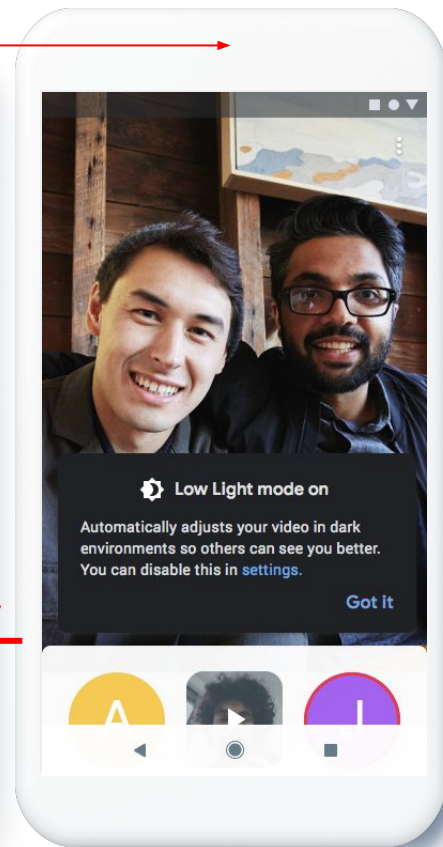 Low Light mode on
Automatically adjusts your video in dark
environments so others can see you better.
You can disable this in settings.
Got it
A
J